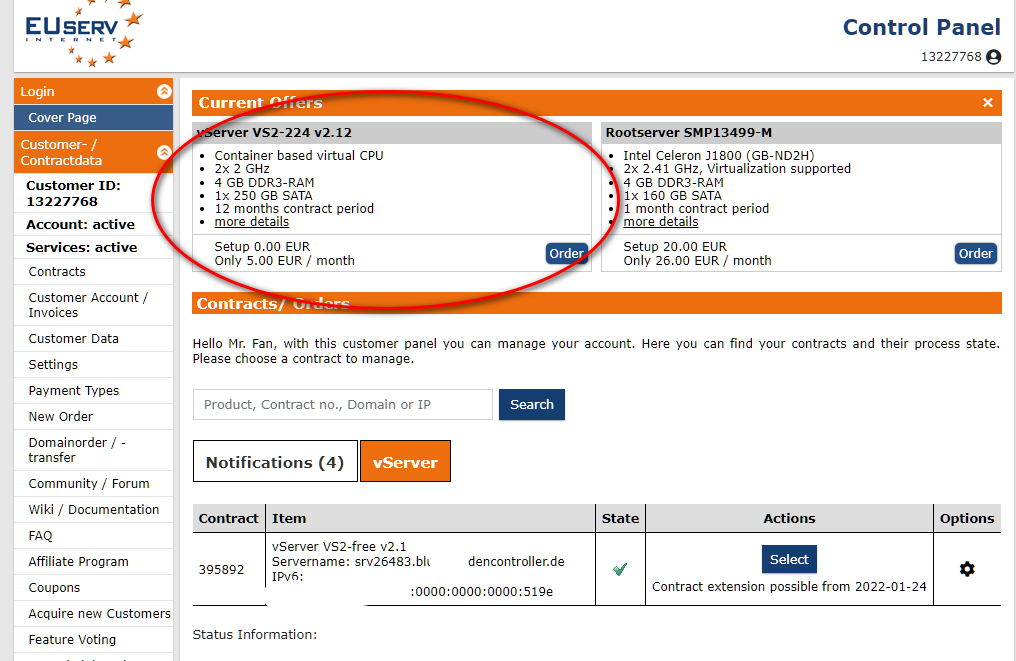 EUSERV
INTERNET
Control Panel
13227768
Login
Cover Page
Customer- /
Contractdata
Customer ID:
13227768
Account: active
Services: active
Contracts
Customer Account /
Invoices
Customer Data
Settings
Payment Types
New Order
Domainorder / -
transfer
Community / Forum
Wiki / Documentation
FAQ
Affiliate Program
Coupons
Acquire new Customers
Feature Voting
Current Offers
×
vServer VS2-224 v2.12
• Container based virtual CPU
• 2x 2 GHz
• 4 GB DDR3-RAM
• 1x 250 GB SATA
• 12 months contract period
• more details
Setup 0.00 EUR
Only 5.00 EUR / month
Order
Rootserver SMP13499-M
• Intel Celeron J1800 (GB-ND2H)
• 2x 2.41 GHz, Virtualization supported
• 4 GB DDR3-RAM
• 1x 160 GB SATA
• 1 month contract period
• more details
Setup 20.00 EUR
Only 26.00 EUR / month
Order
Contracts/ Orders
Hello Mr. Fan, with this customer panel you can manage your account. Here you can find your contracts and their process state.
Please choose a contract to manage.
Product, Contract no., Domain or IP
Search
Notifications (4)
vServer
Contract Item State Actions Options
395892
vServer VS2-free v2.1
Servername: srv26483.blu dencontroller.de
IPv6:
:0000:0000:0000:519e
Select
Contract extension possible from 2022-01-24
Status Information: